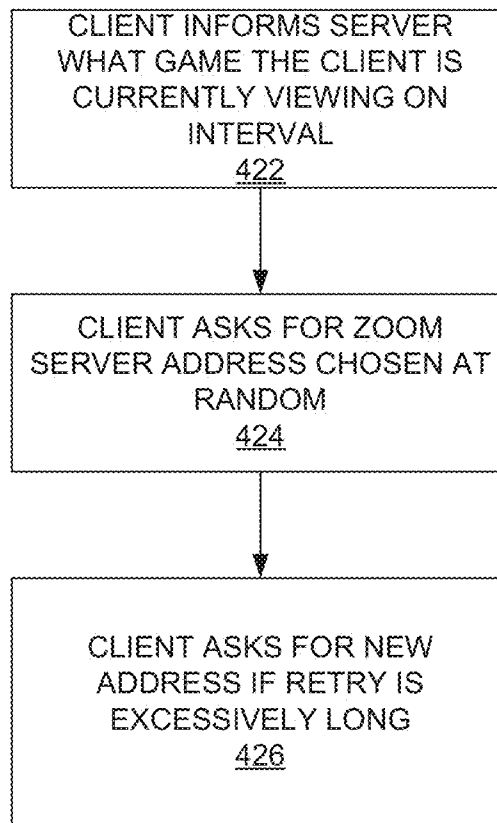 CLIENT INFORMS SERVER
WHAT GAME THE CLIENT IS
CURRENTLY VIEWING ON
INTERVAL
422
CLIENT ASKS FOR ZOOM
SERVER ADDRESS CHOSEN AT
RANDOM
424
CLIENT ASKS FOR NEW
ADDRESS IF RETRY IS
EXCESSIVELY LONG
426